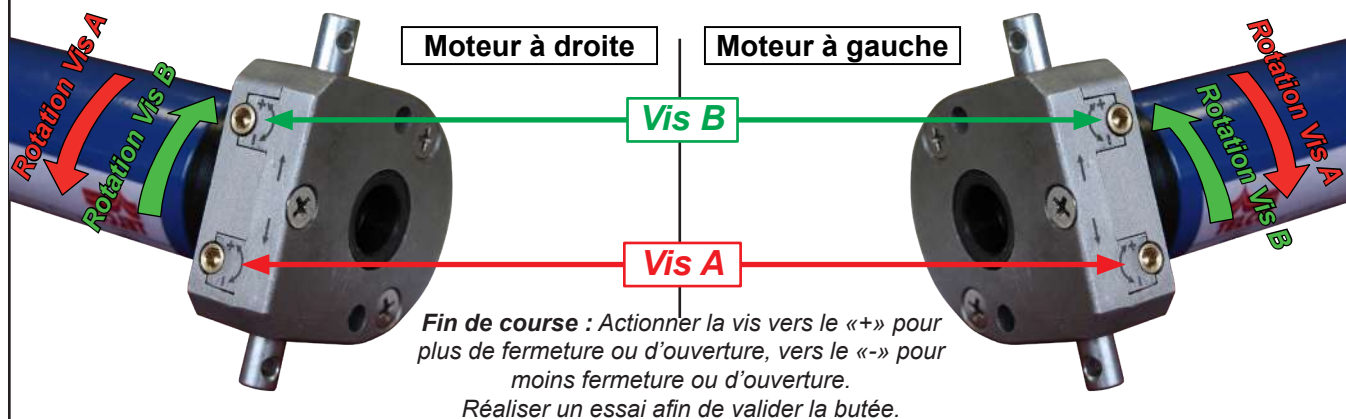 Moteur à droite
Moteur à gauche
Rotation Vis A
Rotation Vis B
Rotation Vis A
Rotation Vis B
Vis B
Vis A
+
-
+
-
+
-
+
-
Fin de course : Actionner la vis vers le «+» pour
plus de fermeture ou d’ouverture, vers le «-» pour
moins fermeture ou d’ouverture.
Réaliser un essai afin de valider la butée.